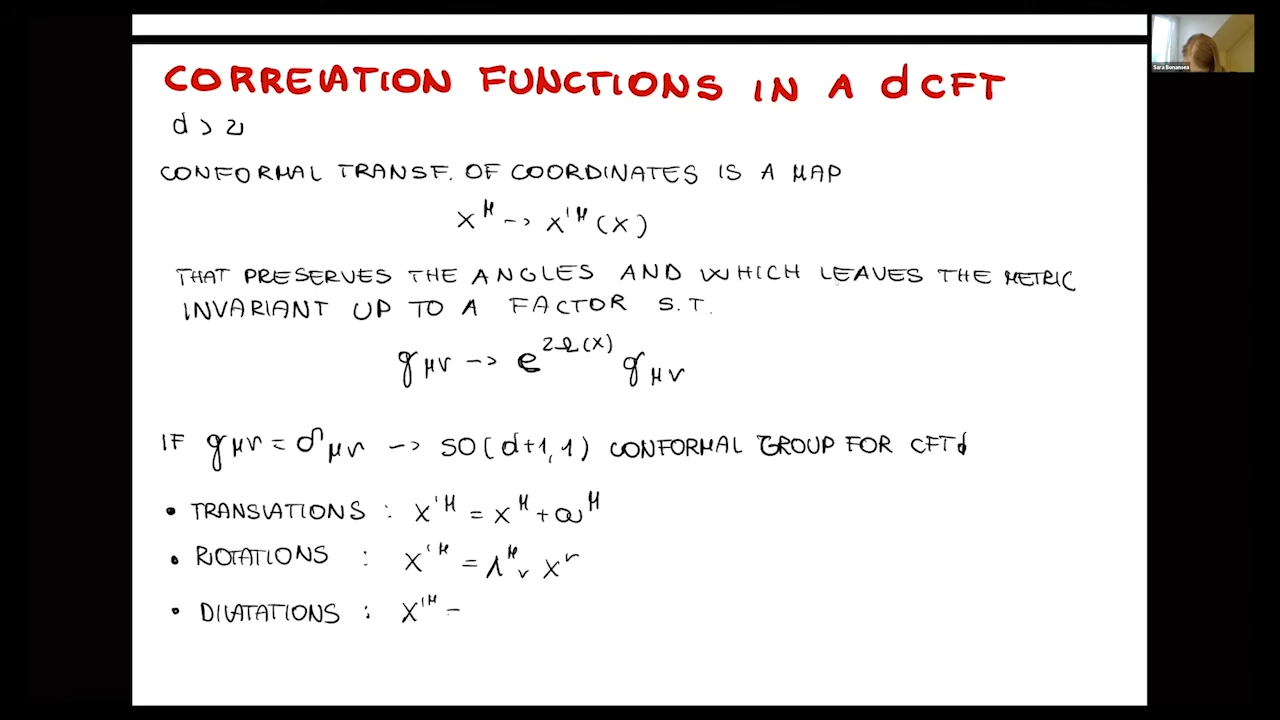 CORRELATION FUNCTIONS IN A dCFT
d > 2
CONFORMAL TRANSF. OF COORDINATES IS A MAP
x^μ -> x'^μ (x)
THAT PRESERVES THE ANGLES AND WHICH LEAVES THE METRIC
INVARIANT UP TO A FACTOR S.T.
g_μν -> e^{2Ω(x)} g_μν
IF g_μν = δ_μν -> SO(d+1,1) CONFORMAL GROUP FOR CFTd
• TRANSLATIONS : x'^μ = x^μ + a^μ
• ROTATIONS : x'^μ = Λ^μ_ν x^ν
• DILATATIONS : x'^μ -
Sara Bonansea